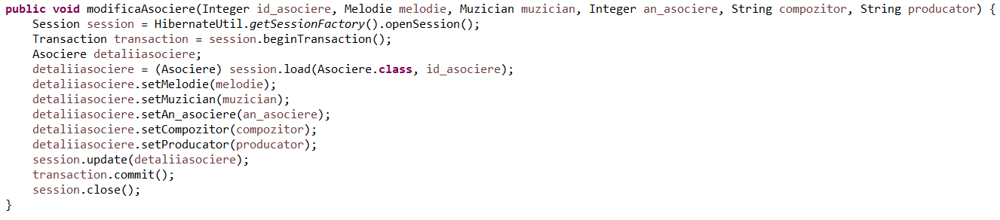 public void modificaAsociere(Integer id_asociere, Melodie melodie, Muzician muzician, Integer an_asociere, String compozitor, String producator) {
    Session session = HibernateUtil.getSessionFactory().openSession();
    Transaction transaction = session.beginTransaction();
    Asociere detaliiasociere;
    detaliiasociere = (Asociere) session.load(Asociere.class, id_asociere);
    detaliiasociere.setMelodie(melodie);
    detaliiasociere.setMuzician(muzician);
    detaliiasociere.setAn_asociere(an_asociere);
    detaliiasociere.setCompozitor(compozitor);
    detaliiasociere.setProducator(producator);
    session.update(detaliiasociere);
    transaction.commit();
    session.close();
}